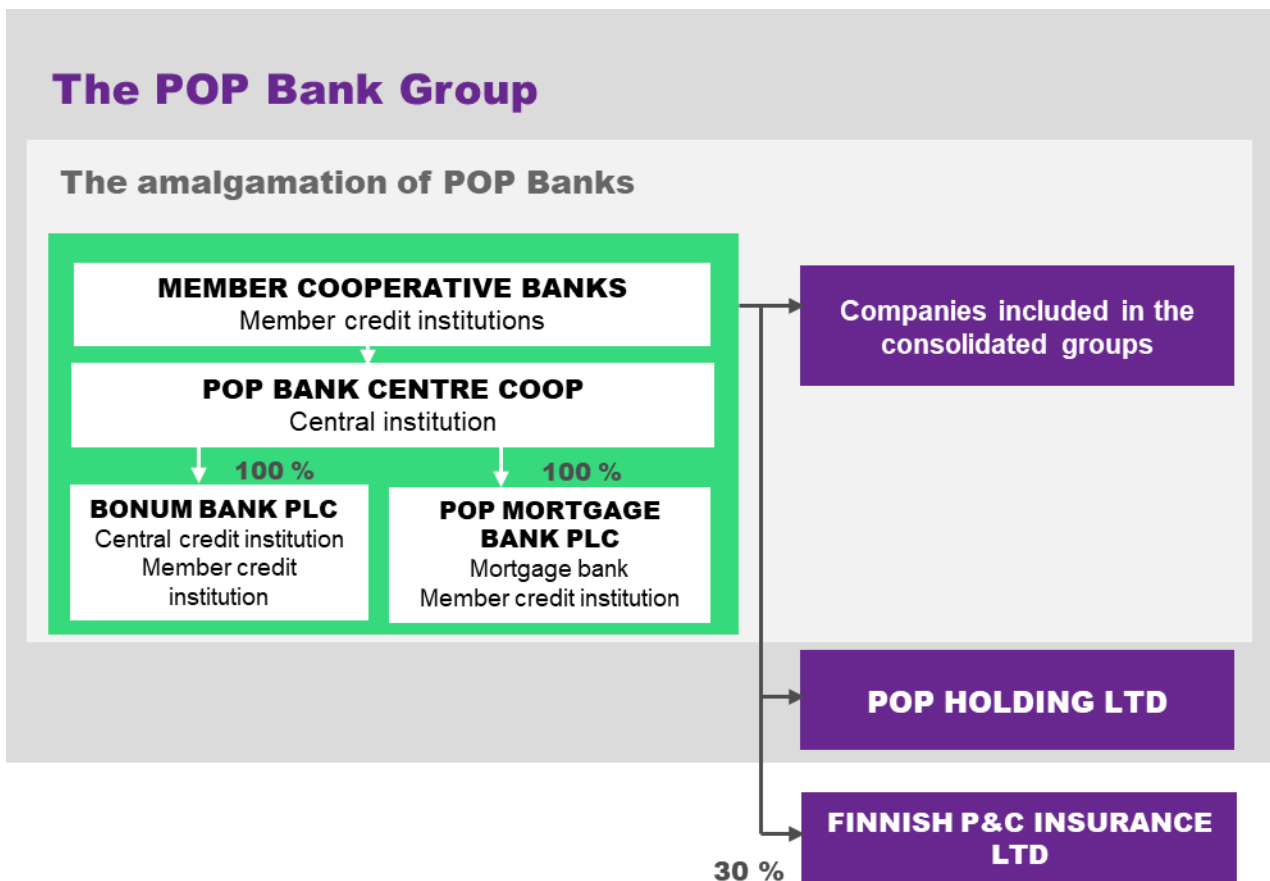 The POP Bank Group
The amalgamation of POP Banks
MEMBER COOPERATIVE BANKS
Member credit institutions
POP BANK CENTRE COOP
Central institution
100 %
100 %
BONUM BANK PLC
Central credit institution
Member credit
institution
POP MORTGAGE
BANK PLC
Mortgage bank
Member credit institution
Companies included in the
consolidated groups
POP HOLDING LTD
FINNISH P&C INSURANCE
LTD
30 %